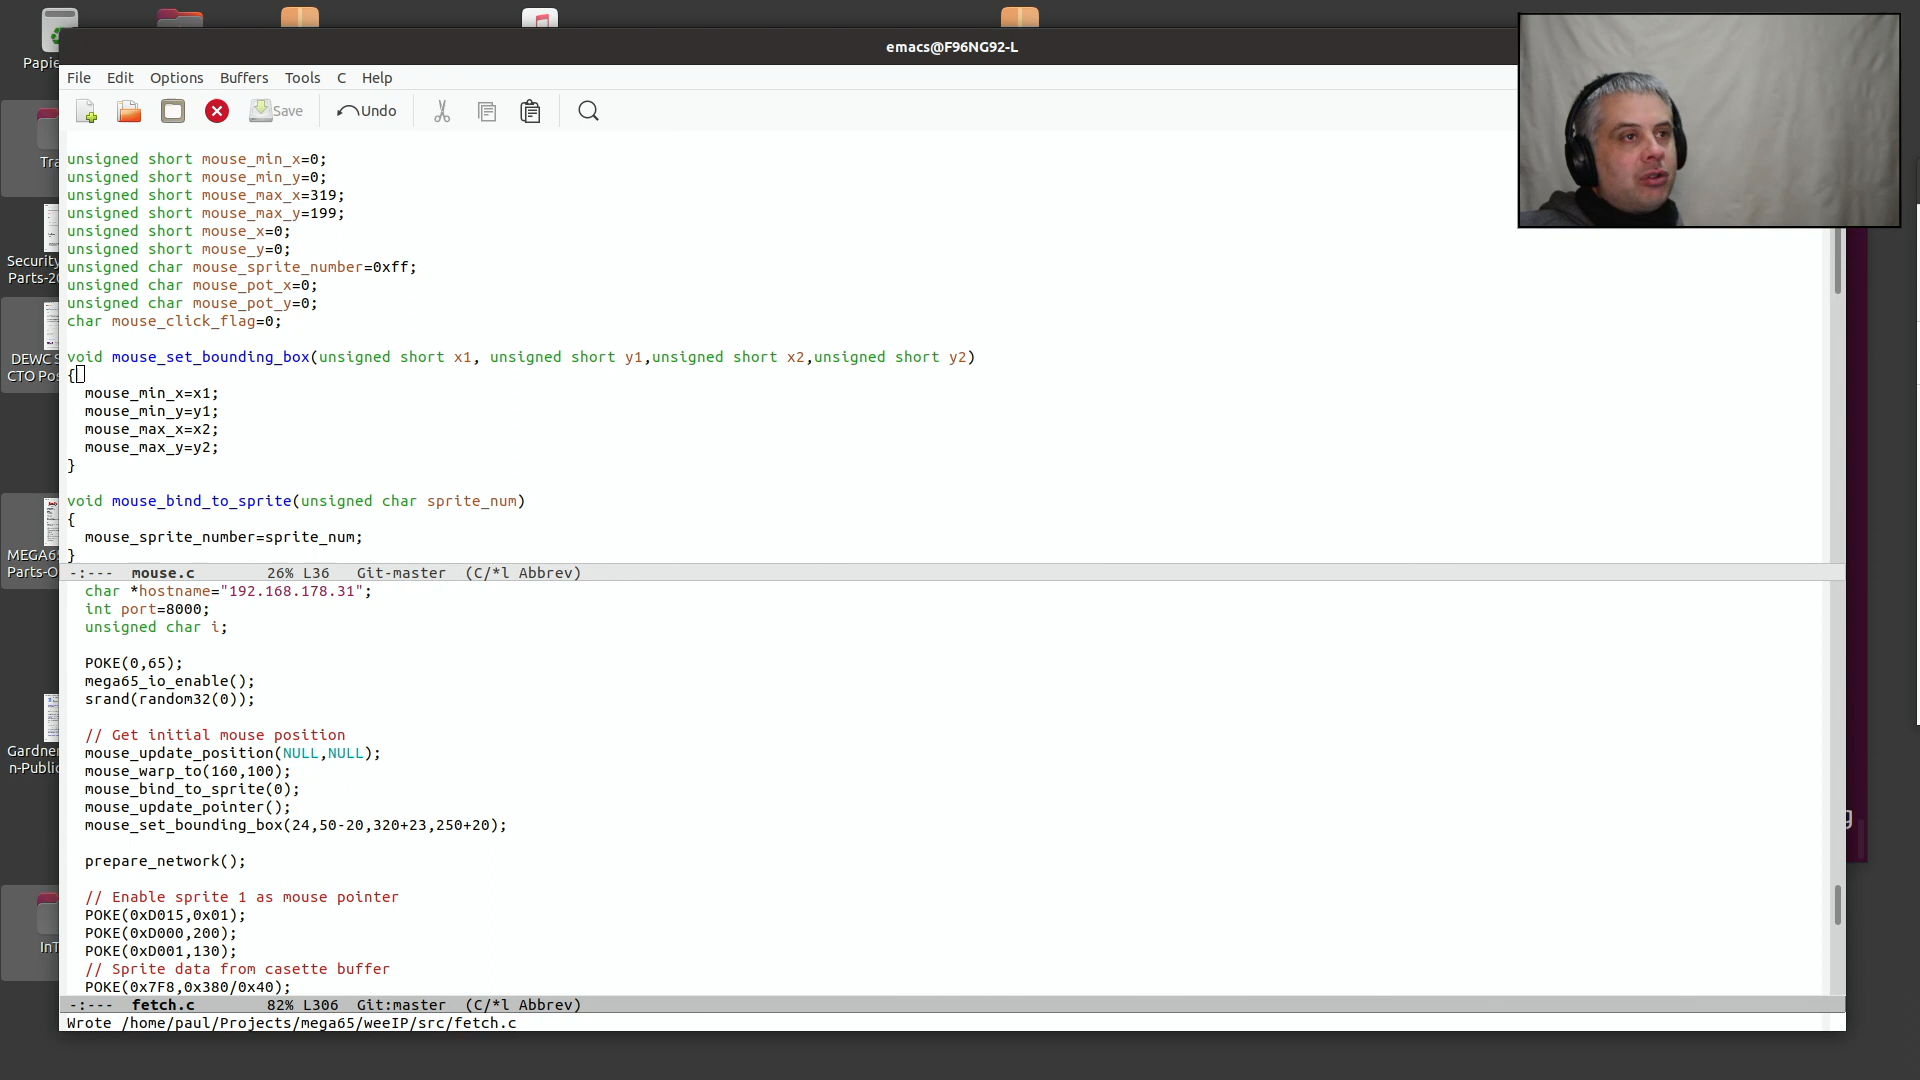 emacs@F96NG92-L
Papie
File Edit Options Buffers Tools C Help
Save Undo
Tra
Security
Parts-20
DEWC S
CTO Pos
MEGA65
Parts-O
Gardner
n-Public
InT
unsigned short mouse_min_x=0;
unsigned short mouse_min_y=0;
unsigned short mouse_max_x=319;
unsigned short mouse_max_y=199;
unsigned short mouse_x=0;
unsigned short mouse_y=0;
unsigned char mouse_sprite_number=0xff;
unsigned char mouse_pot_x=0;
unsigned char mouse_pot_y=0;
char mouse_click_flag=0;
void mouse_set_bounding_box(unsigned short x1, unsigned short y1,unsigned short x2,unsigned short y2)
{
mouse_min_x=x1;
mouse_min_y=y1;
mouse_max_x=x2;
mouse_max_y=y2;
}
void mouse_bind_to_sprite(unsigned char sprite_num)
{
mouse_sprite_number=sprite_num;
}
-:--- mouse.c 26% L36 Git-master (C/*l Abbrev)
char *hostname="192.168.178.31";
int port=8000;
unsigned char i;
POKE(0,65);
mega65_io_enable();
srand(random32(0));
// Get initial mouse position
mouse_update_position(NULL,NULL);
mouse_warp_to(160,100);
mouse_bind_to_sprite(0);
mouse_update_pointer();
mouse_set_bounding_box(24,50-20,320+23,250+20);
prepare_network();
// Enable sprite 1 as mouse pointer
POKE(0xD015,0x01);
POKE(0xD000,200);
POKE(0xD001,130);
// Sprite data from casette buffer
POKE(0x7F8,0x380/0x40);
-:--- fetch.c 82% L306 Git:master (C/*l Abbrev)
Wrote /home/paul/Projects/mega65/weeIP/src/fetch.c
g